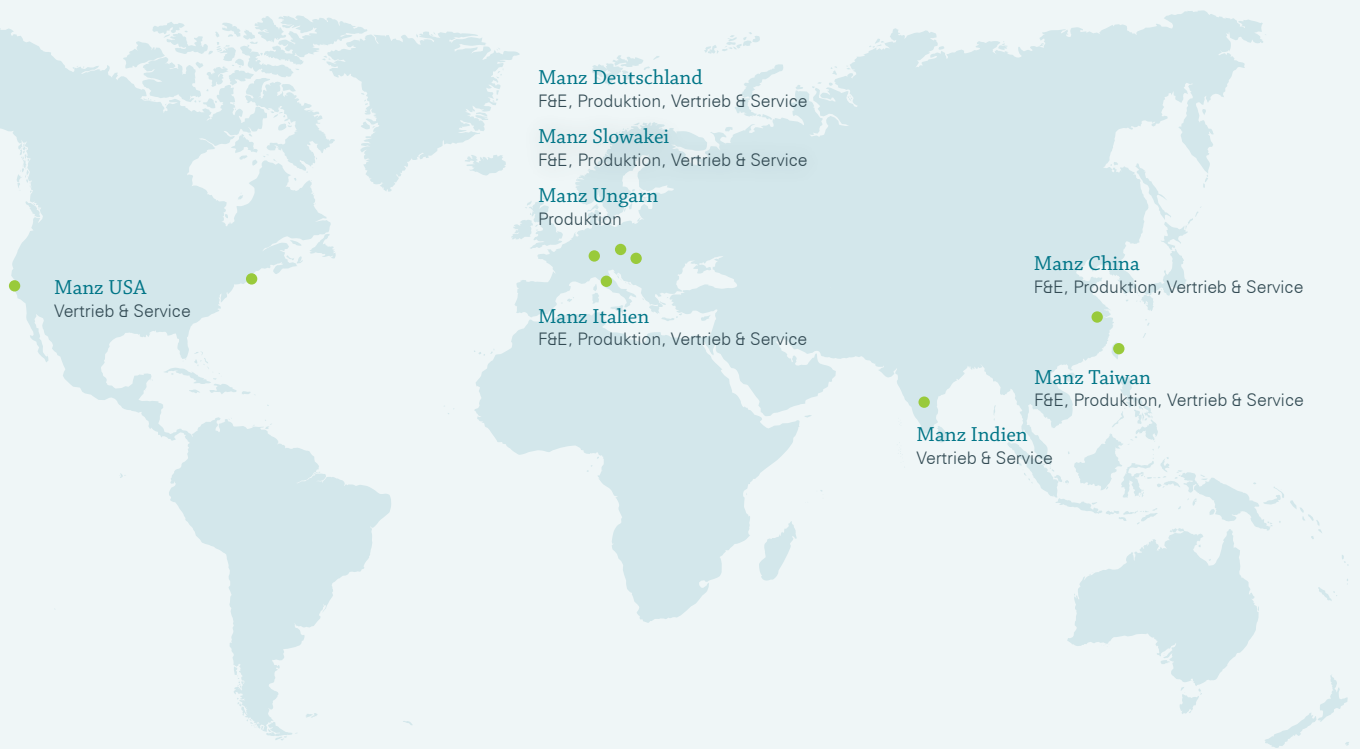 Manz Deutschland
F&E, Produktion, Vertrieb & Service
Manz Slowakei
F&E, Produktion, Vertrieb & Service
Manz Ungarn
Produktion
Manz USA
Vertrieb & Service
Manz Italien
F&E, Produktion, Vertrieb & Service
Manz China
F&E, Produktion, Vertrieb & Service
Manz Taiwan
F&E, Produktion, Vertrieb & Service
Manz Indien
Vertrieb & Service